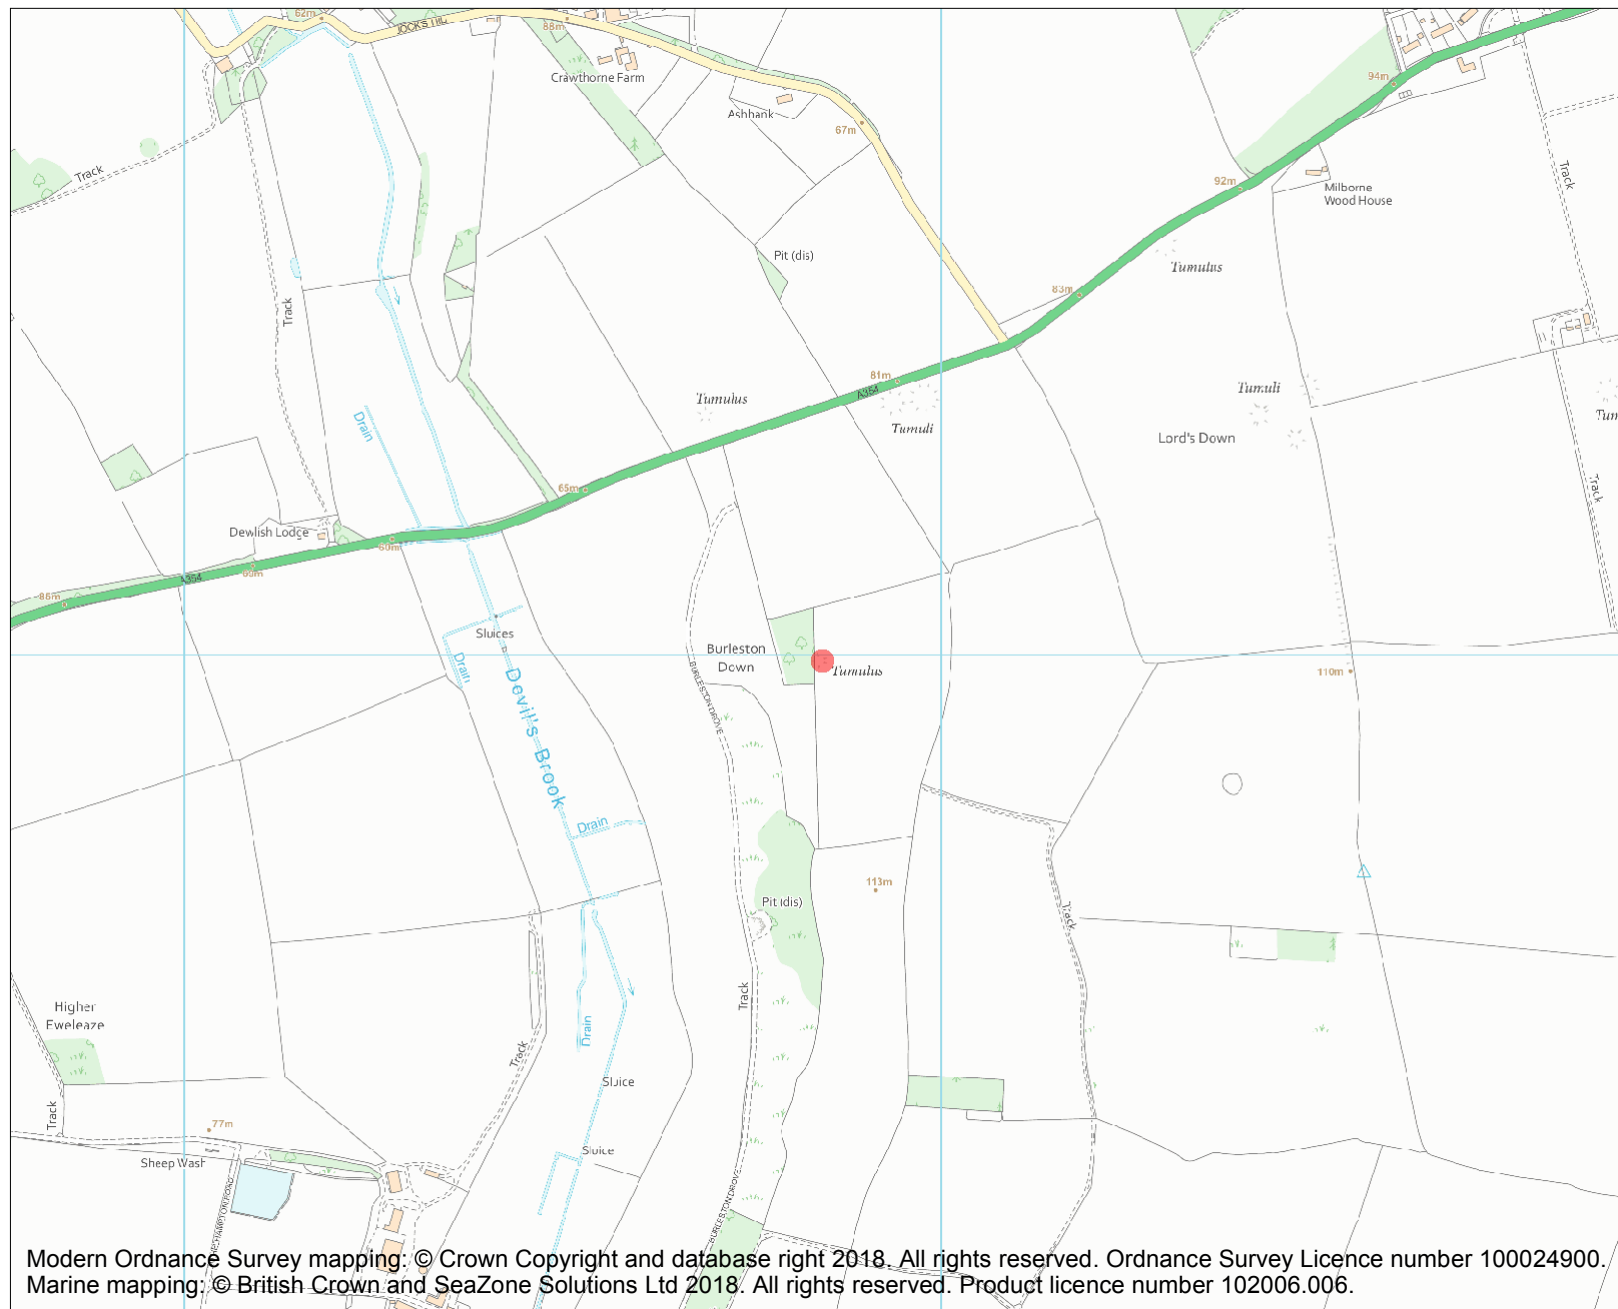 62m
JOCKS HILL
88m
Crawthorne Farm
94m
Ashbank
67m
Track
Track
92m
Milborne
Wood House
Pit (dis)
Tumulus
83m
Track
81m
A354
Tumulus
Tumuli
Tumuli
Tum
Drain
Lord's Down
65m
Track
Dewlish Lodge
60m
A354
86m
Sluices
Drain
Burleston
Down
Tumulus
110m
BURLESTON DROVE
Devil's Brook
Drain
113m
Pit (dis)
Track
Track
Higher
Eweleaze
Drain
Track
Sluice
Track
77m
Sluice
Sheep Wash
BURLESTON DROVE
Modern Ordnance Survey mapping: © Crown Copyright and database right 2018. All rights reserved. Ordnance Survey Licence number 100024900.
Marine mapping: © British Crown and SeaZone Solutions Ltd 2018. All rights reserved. Product licence number 102006.006.